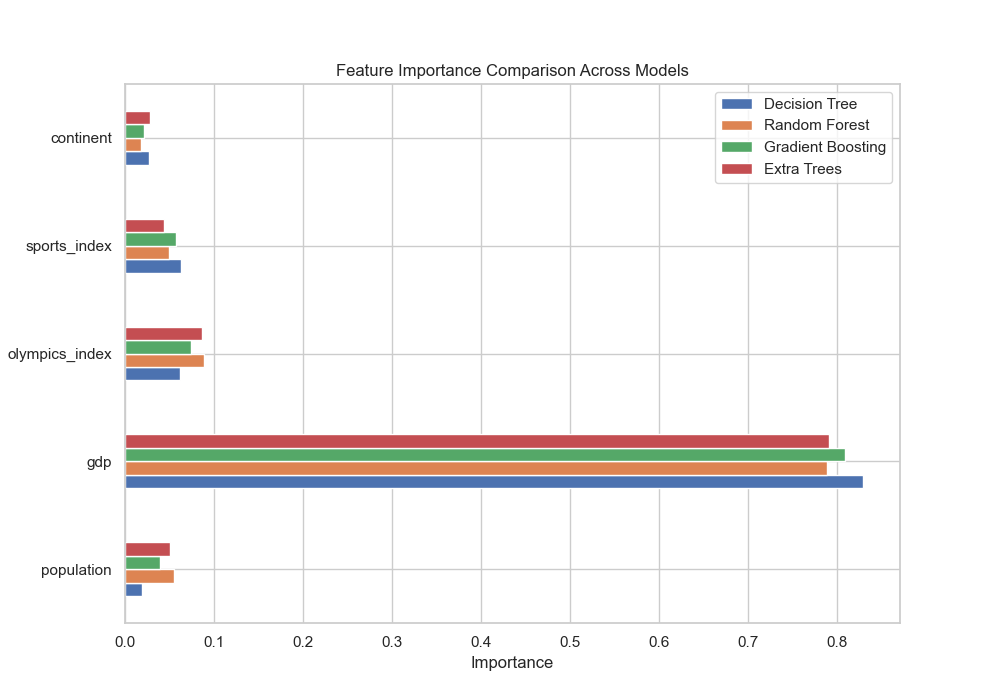 Feature Importance Comparison Across Models
Decision Tree
Random Forest
Gradient Boosting
Extra Trees
continent
sports_index
olympics_index
gdp
population
0.0 0.1 0.2 0.3 0.4 0.5 0.6 0.7 0.8
Importance